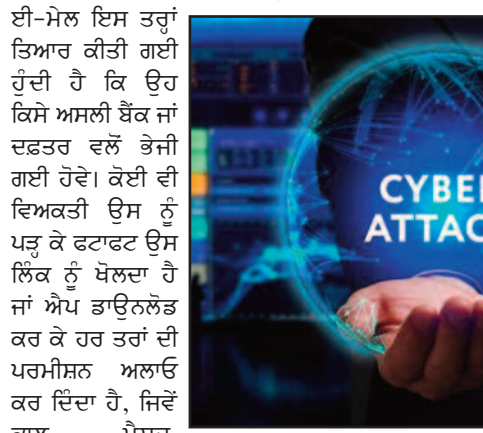 ਈ-ਮੇਲ ਇਸ ਤਰ੍ਹਾਂ
ਤਿਆਰ ਕੀਤੀ ਗਈ
ਹੁੰਦੀ ਹੈ ਕਿ ਉਹ
ਕਿਸੇ ਅਸਲੀ ਬੈਂਕ ਜਾਂ
ਦਫ਼ਤਰ ਵਲੋਂ ਭੇਜੀ
ਗਈ ਹੋਵੇ। ਕੋਈ ਵੀ
ਵਿਅਕਤੀ ਉਸ ਨੂੰ
ਪੜ੍ਹ ਕੇ ਫਟਾਫਟ ਉਸ
ਲਿੰਕ ਨੂੰ ਖੋਲਦਾ ਹੈ
ਜਾਂ ਐਪ ਡਾਊਨਲੋਡ
ਕਰ ਕੇ ਹਰ ਤਰਾਂ ਦੀ
ਪਰਮੀਸ਼ਨ ਅਲਾਓ
ਕਰ ਦਿੰਦਾ ਹੈ, ਜਿਵੇਂ
CYBE
ATTAC